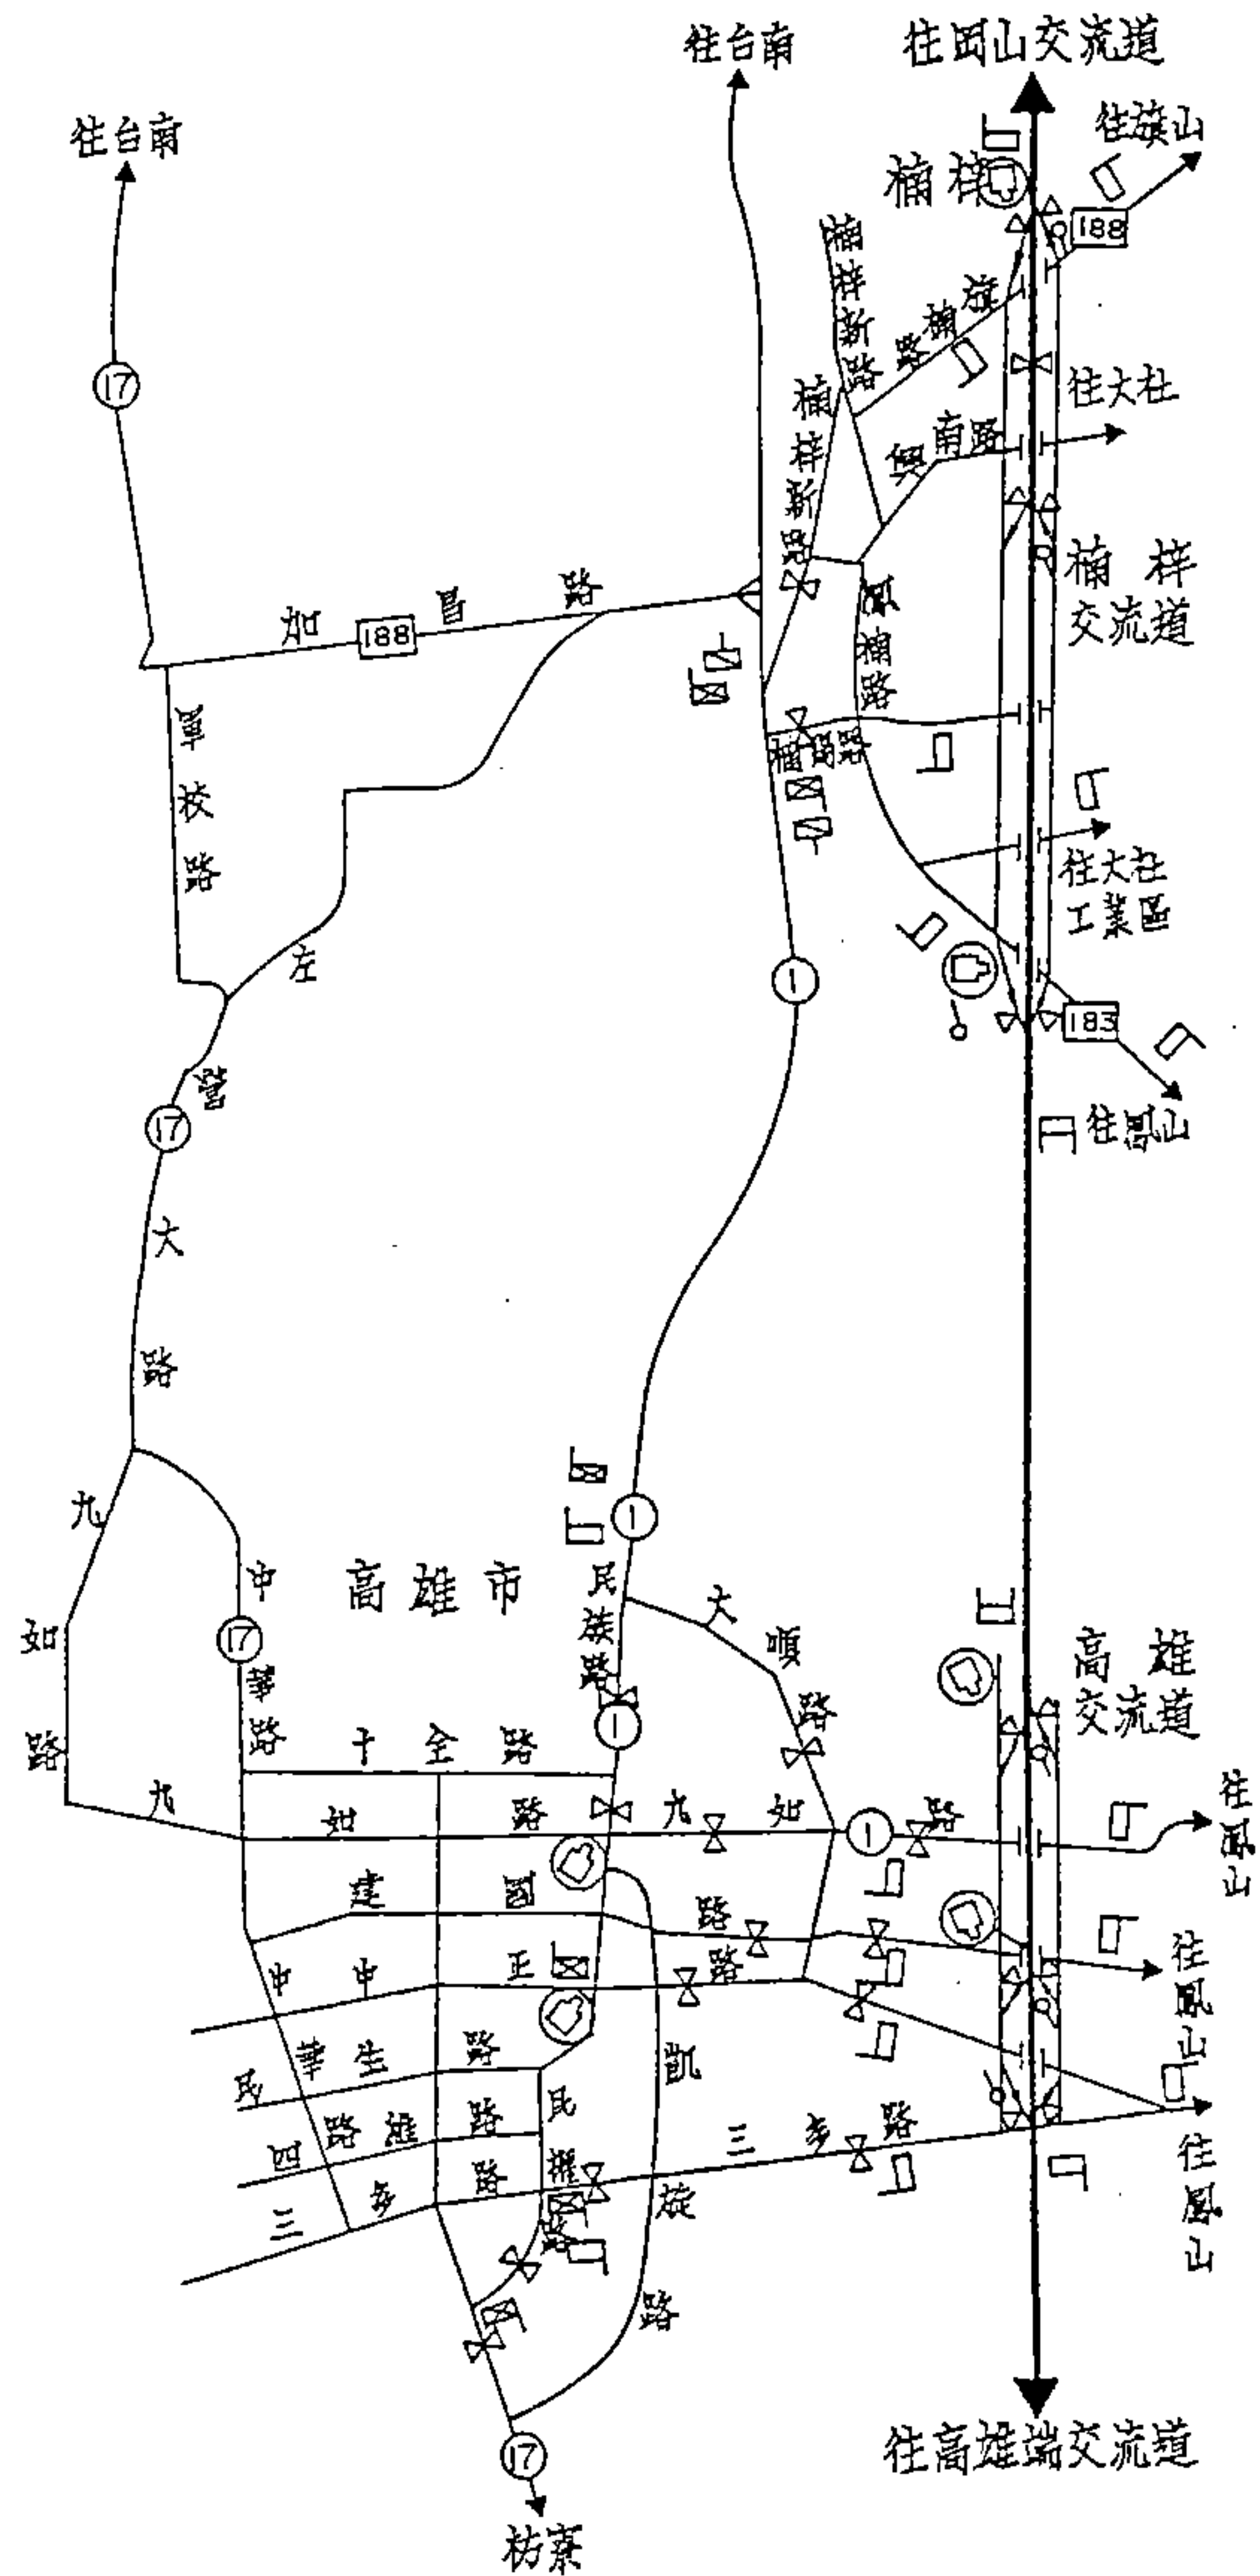 往台南
往岡山交流道
往台南
往旗山
楠梓
188
楠梓新路
旗楠路
17
往大社
楠梓新路
興南路
楠梓
交流道
加昌路
188
鳳楠路
軍校路
楠陽路
往大社
工業區
左營大路
1
183
17
往鳳山
九如路
1
中華路
高雄市
民族路
大順路
17
高雄
交流道
十全路
1
九如路
九如路
1
往鳳山
建國路
中正路
往鳳山
中華路
民生路
凱旋路
四維路
民權路
三多路
三多路
往鳳山
往高雄端交流道
17
枋寮